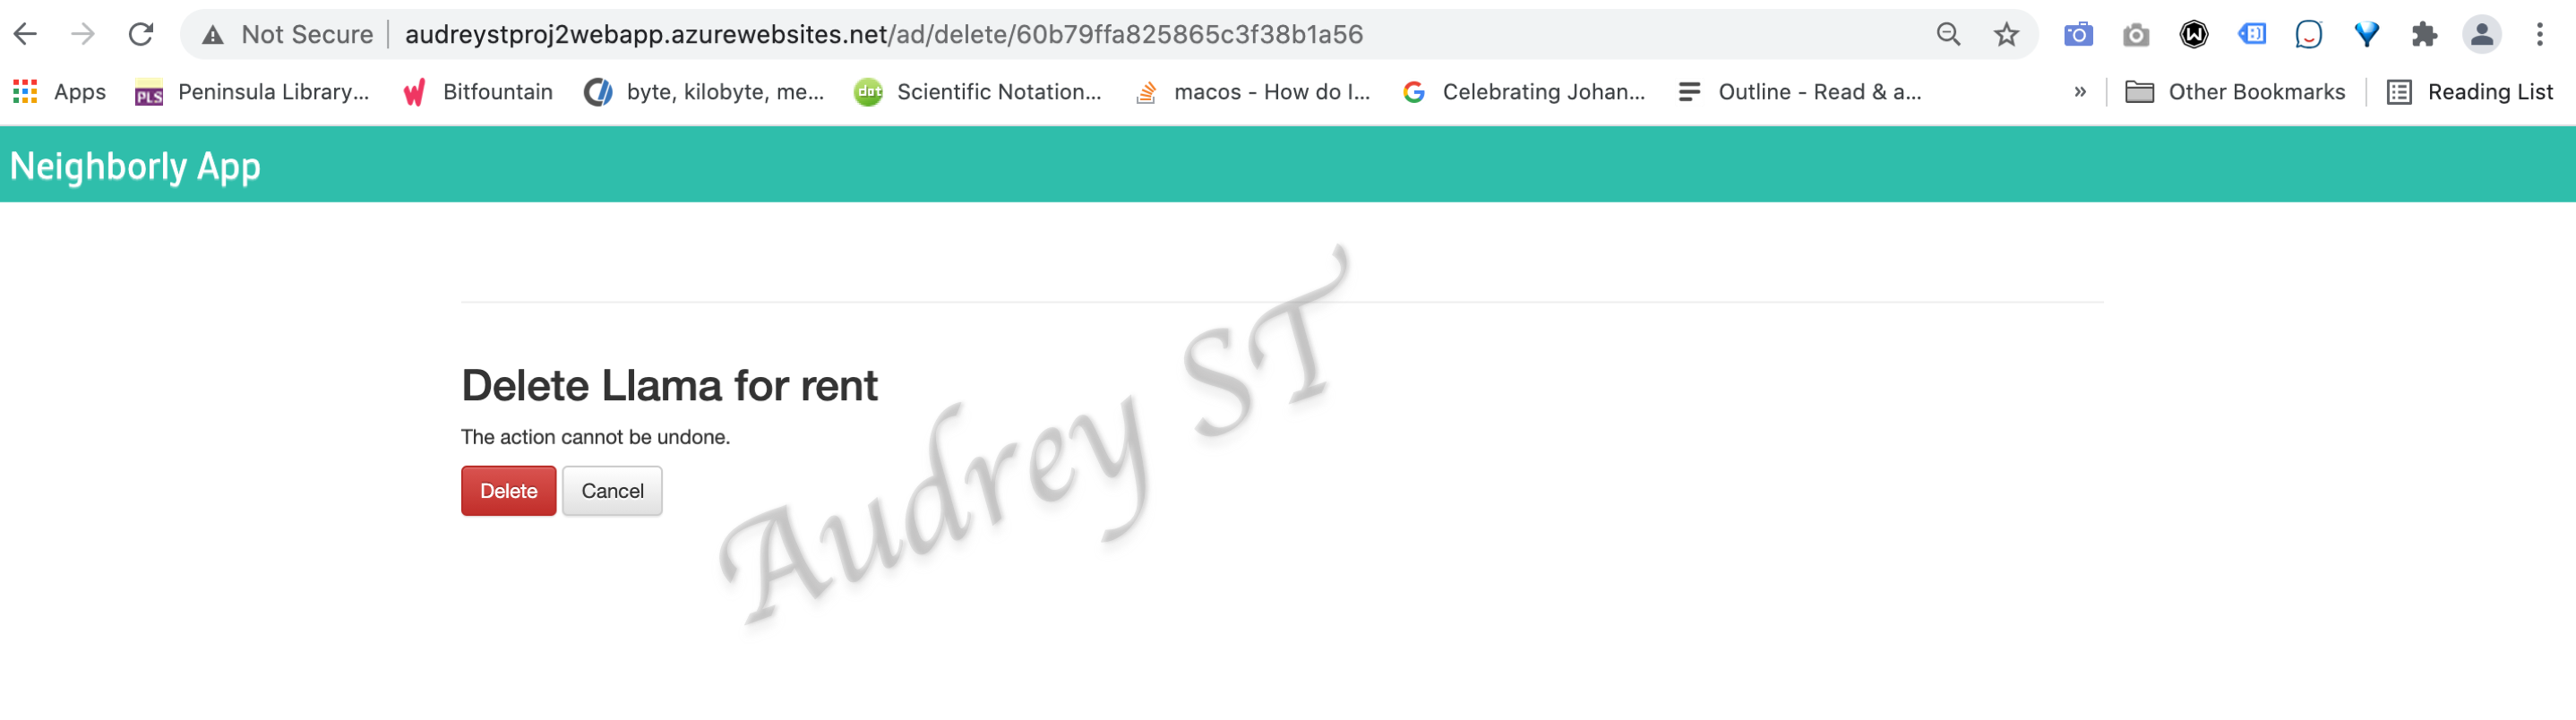 Not Secure audreystproj2webapp.azurewebsites.net/ad/delete/60b79ffa825865c3f38b1a56
Apps PLS Peninsula Library... Bitfountain byte, kilobyte, me... dot Scientific Notation... macos - How do I... Celebrating Johan... Outline - Read & a... » Other Bookmarks Reading List
Neighborly App
Delete Llama for rent
The action cannot be undone.
Delete Cancel
Audrey ST